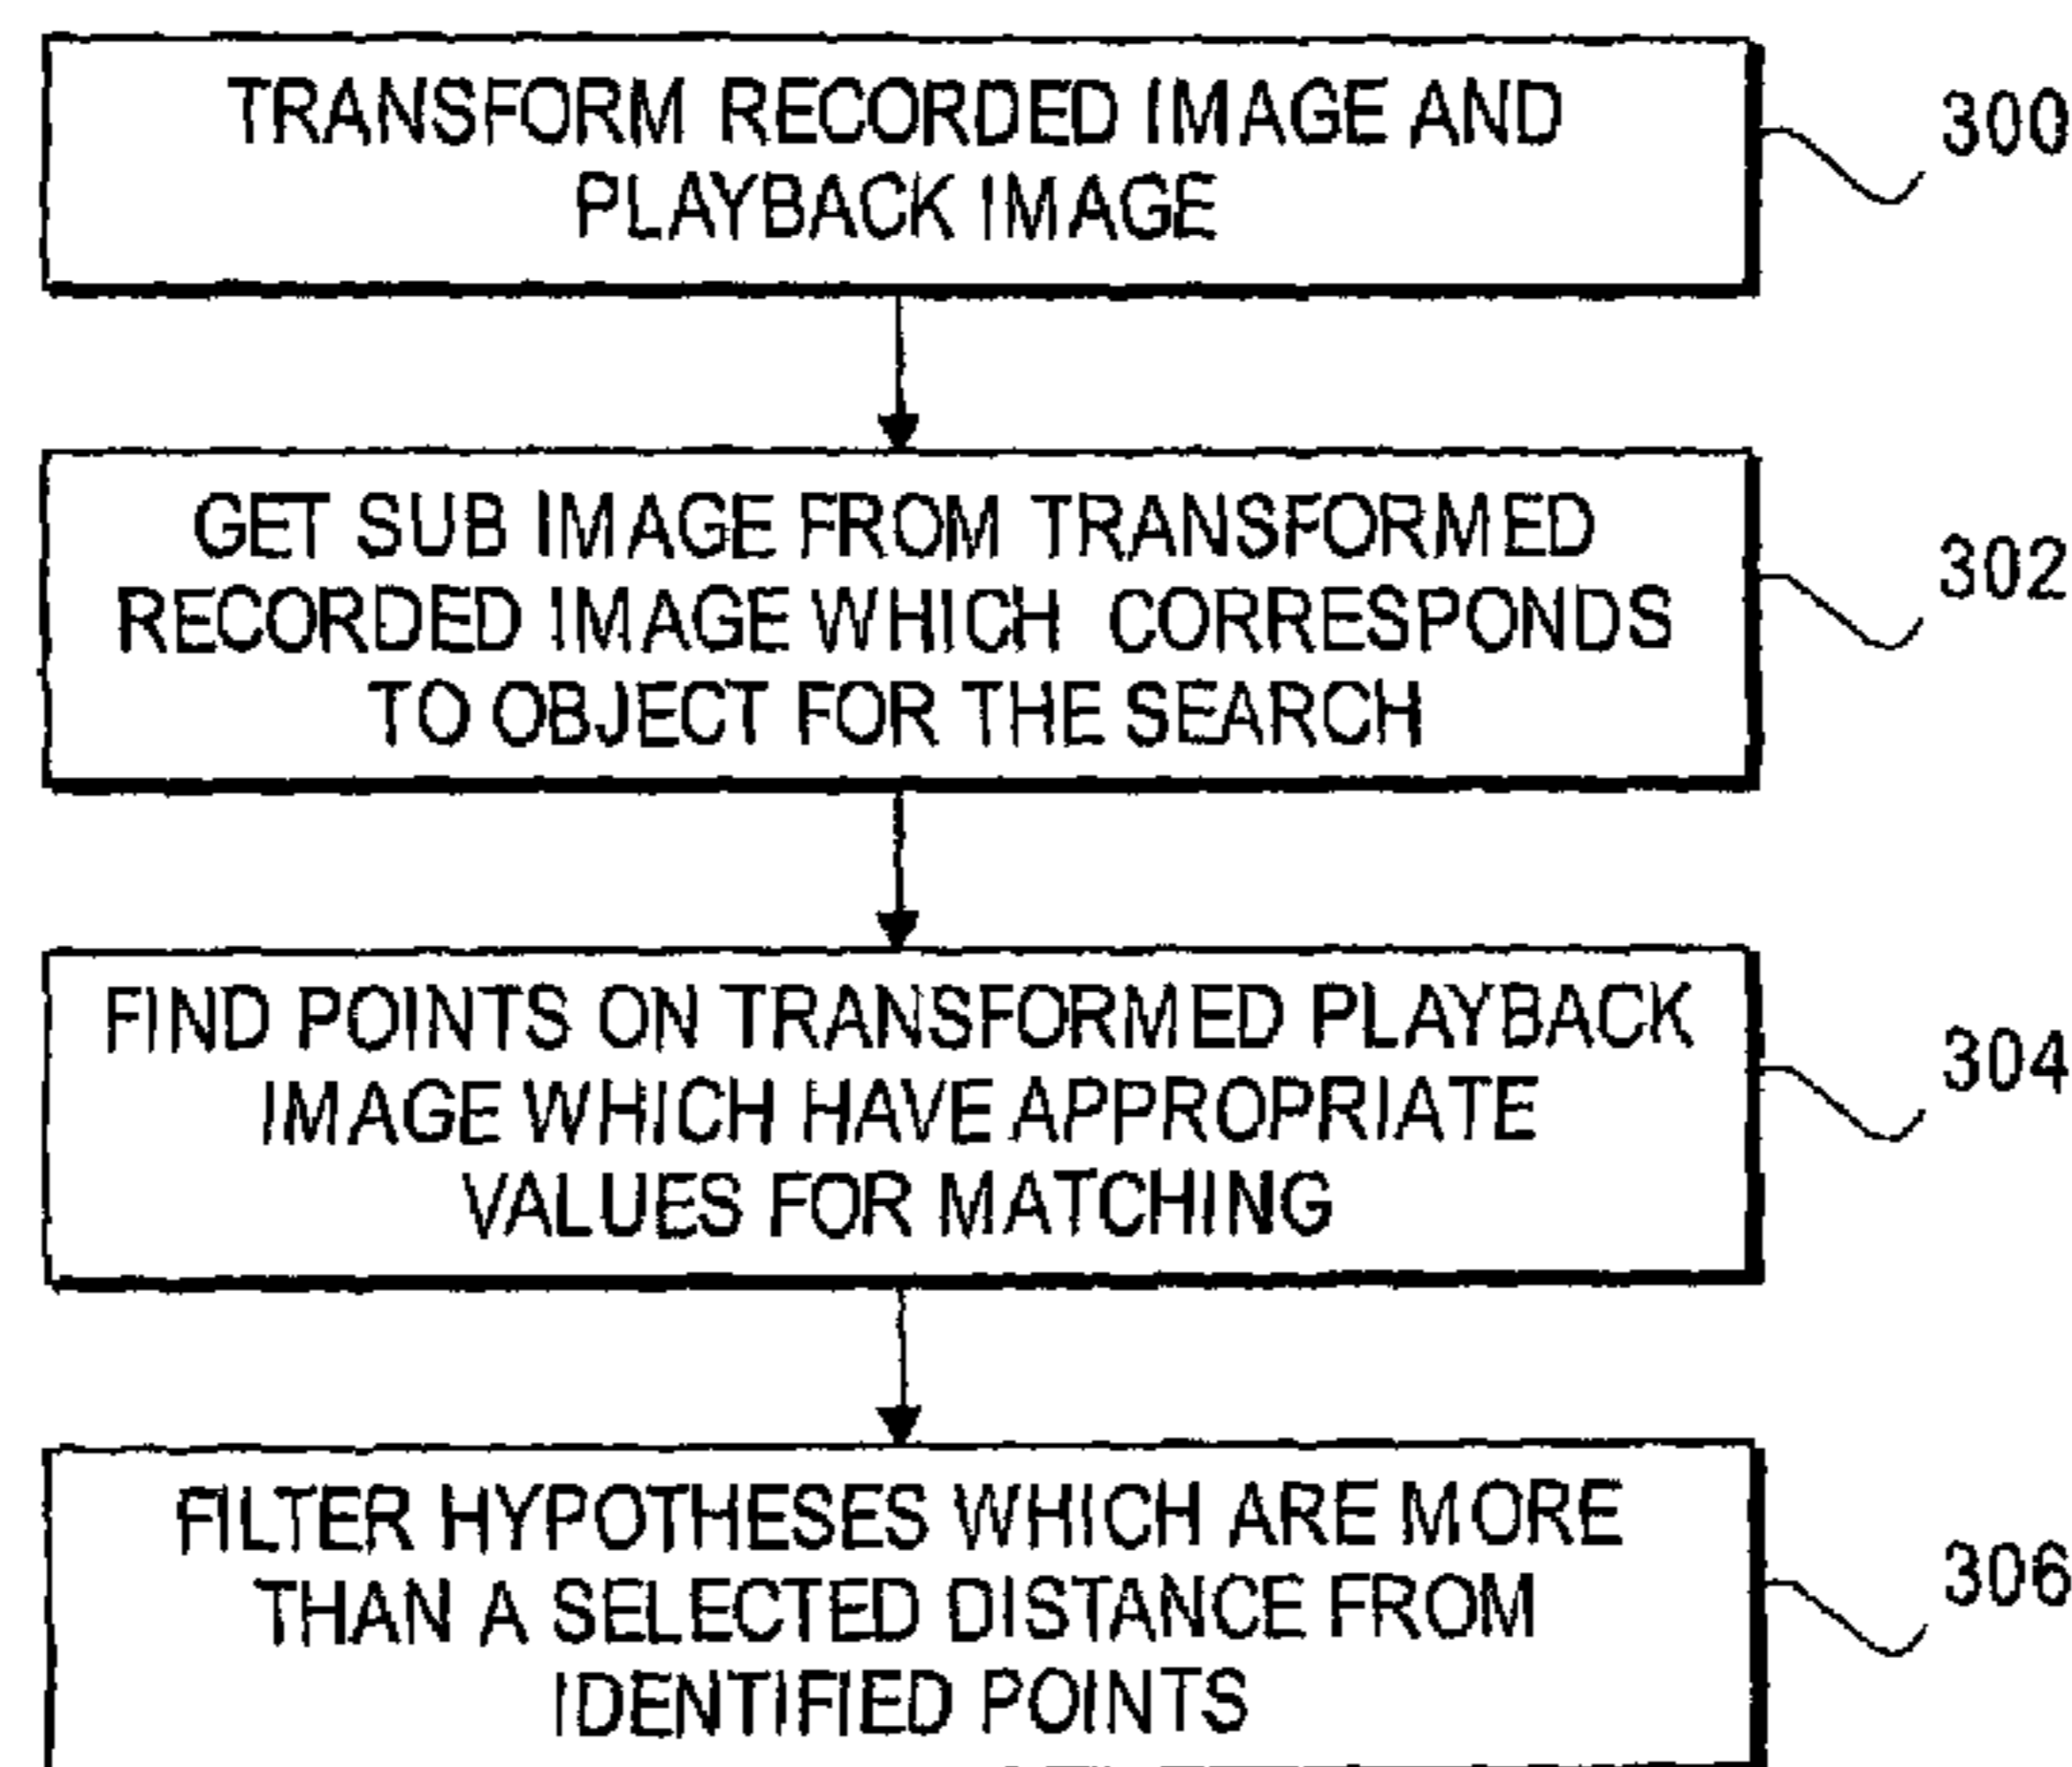 TRANSFORM RECORDED IMAGE AND
PLAYBACK IMAGE
300
GET SUB IMAGE FROM TRANSFORMED
RECORDED IMAGE WHICH CORRESPONDS
TO OBJECT FOR THE SEARCH
302
FIND POINTS ON TRANSFORMED PLAYBACK
IMAGE WHICH HAVE APPROPRIATE
VALUES FOR MATCHING
304
FILTER HYPOTHESES WHICH ARE MORE
THAN A SELECTED DISTANCE FROM
IDENTIFIED POINTS
306